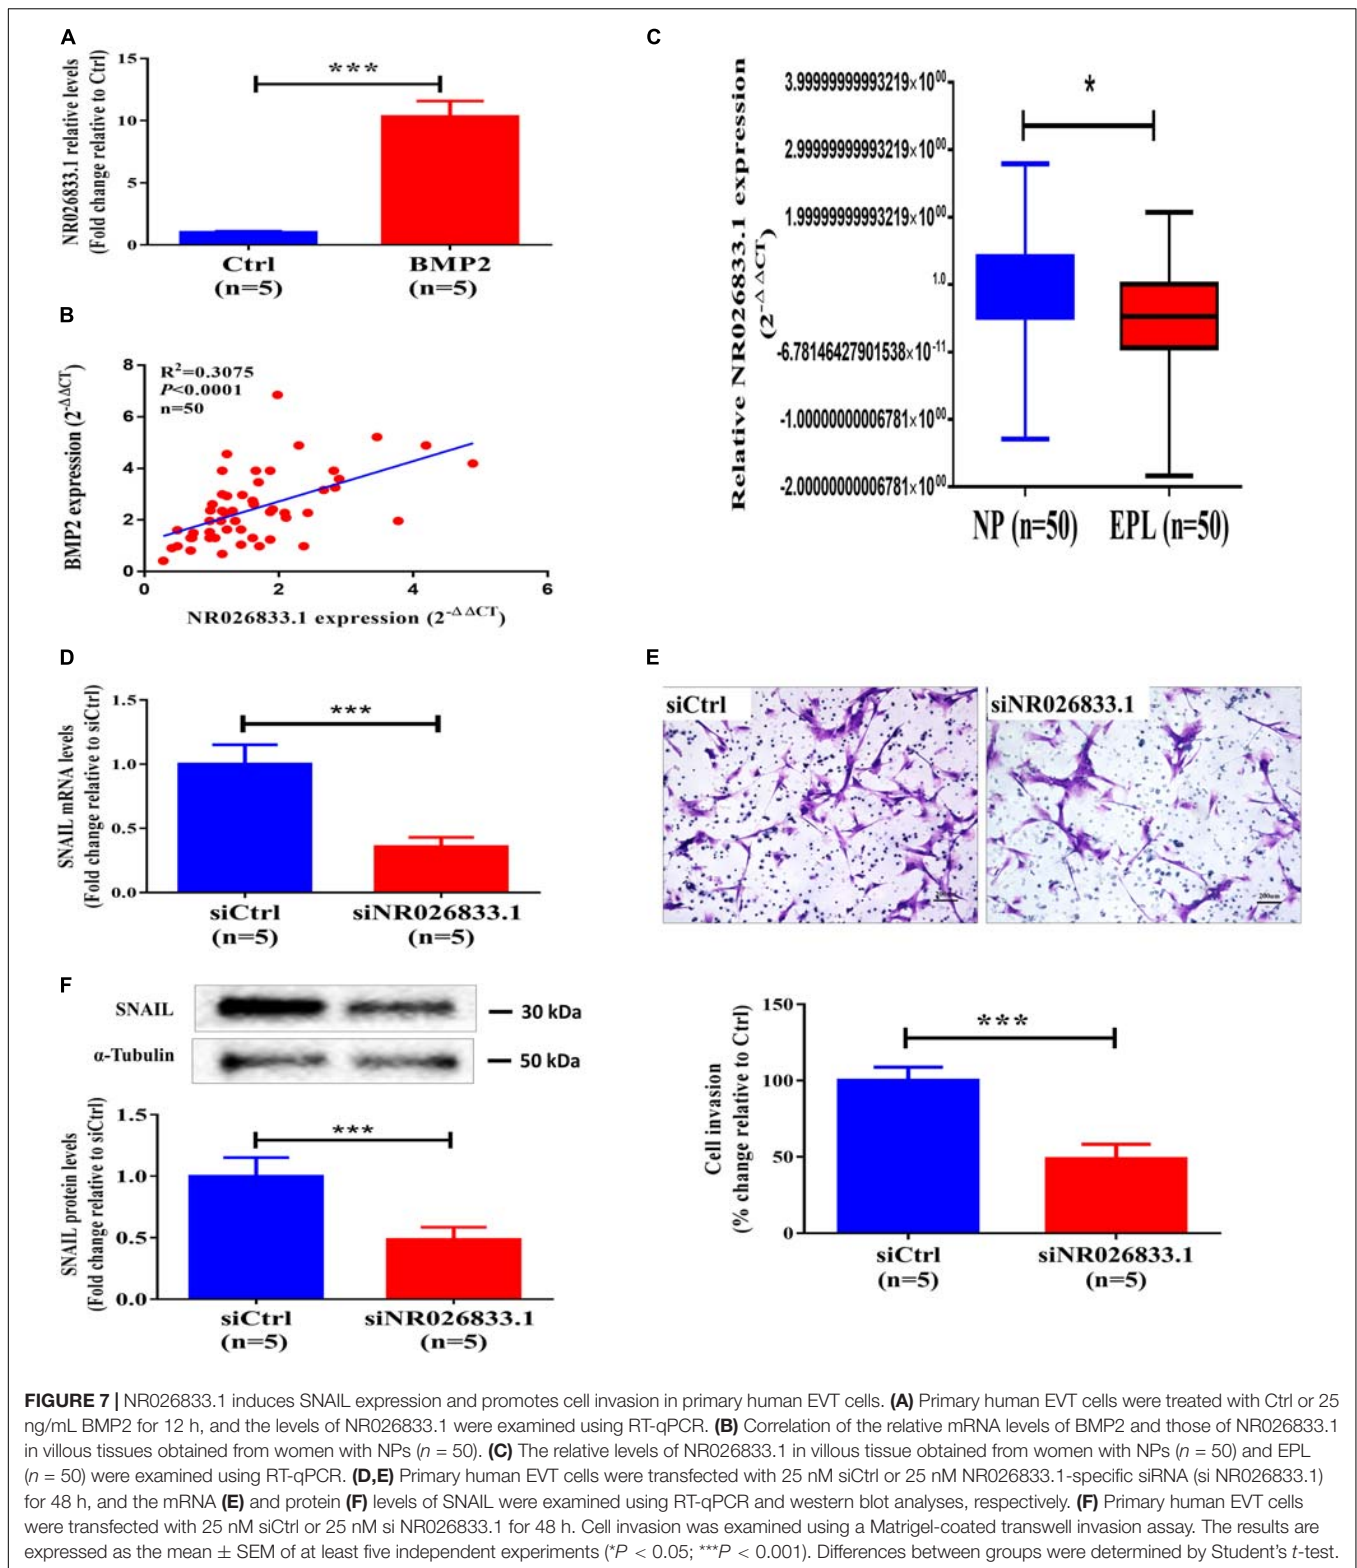 A
NR026833.1 relative levels
(Fold change relative to Ctrl)
15
10
5
0
***
Ctrl
(n=5)
BMP2
(n=5)
B
BMP2 expression (2-ΔΔCT)
8
6
4
2
0
R2=0.3075
P<0.0001
n=50
0
2
4
6
NR026833.1 expression (2-Δ ΔCT)
C
Relative NR026833.1 expression
(2-Δ ΔCT)
3.99999999993219×1000
2.99999999993219×1000
1.99999999993219×1000
1.0
-6.78146427901538×10-11
-1.00000000006781×1000
-2.00000000006781×1000
*
NP (n=50)
EPL (n=50)
D
SNAIL mRNA levels
(Fold change relative to siCtrl)
1.5
1.0
0.5
0.0
***
siCtrl
(n=5)
siNR026833.1
(n=5)
E
siCtrl
siNR026833.1
200um
150
100
50
0
Cell invasion
(% change relative to Ctrl)
***
siCtrl
(n=5)
siNR026833.1
(n=5)
F
SNAIL
30 kDa
α-Tubulin
50 kDa
SNAIL protein levels
(Fold change relative to siCtrl)
1.5
1.0
0.5
0.0
***
siCtrl
(n=5)
siNR026833.1
(n=5)
FIGURE 7 | NR026833.1 induces SNAIL expression and promotes cell invasion in primary human EVT cells. (A) Primary human EVT cells were treated with Ctrl or 25
ng/mL BMP2 for 12 h, and the levels of NR026833.1 were examined using RT-qPCR. (B) Correlation of the relative mRNA levels of BMP2 and those of NR026833.1
in villous tissues obtained from women with NPs (n = 50). (C) The relative levels of NR026833.1 in villous tissue obtained from women with NPs (n = 50) and EPL
(n = 50) were examined using RT-qPCR. (D,E) Primary human EVT cells were transfected with 25 nM siCtrl or 25 nM NR026833.1-specific siRNA (si NR026833.1)
for 48 h, and the mRNA (E) and protein (F) levels of SNAIL were examined using RT-qPCR and western blot analyses, respectively. (F) Primary human EVT cells
were transfected with 25 nM siCtrl or 25 nM si NR026833.1 for 48 h. Cell invasion was examined using a Matrigel-coated transwell invasion assay. The results are
expressed as the mean ± SEM of at least five independent experiments (*P < 0.05; ***P < 0.001). Differences between groups were determined by Student's t-test.